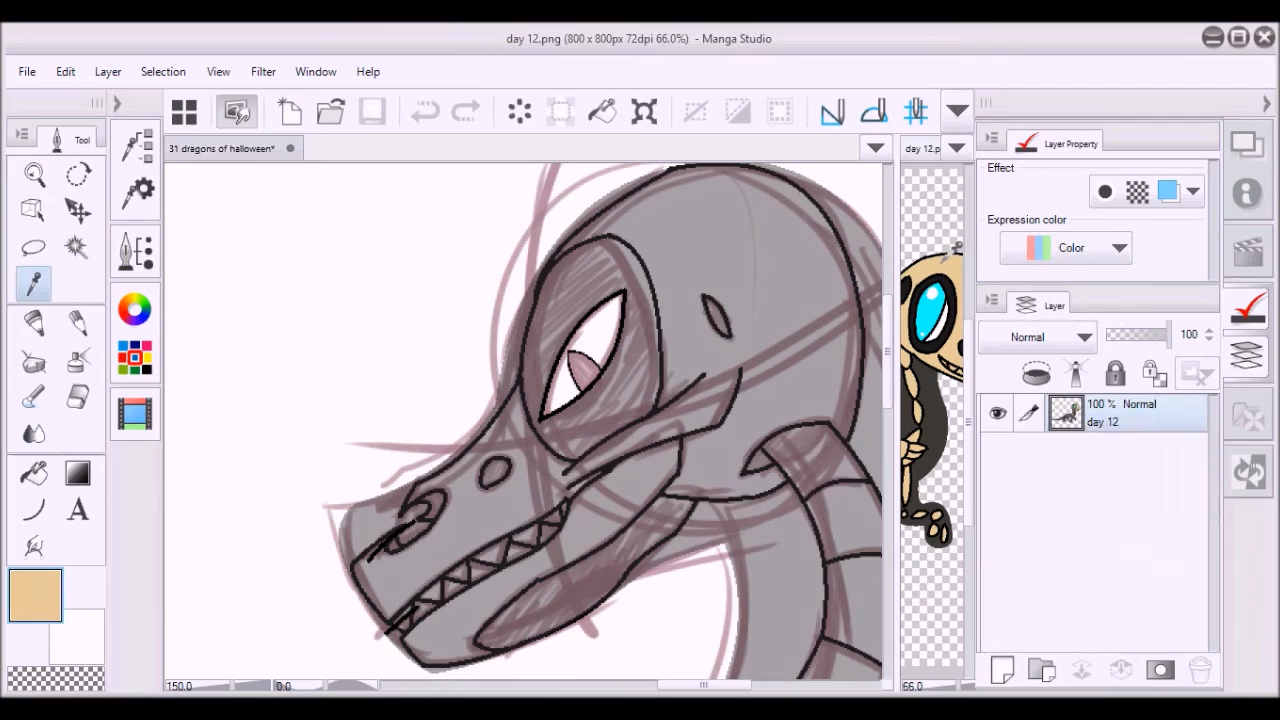 day 12.png (800 x 800px 72dpi 66.0%) - Manga Studio
File Edit Layer Selection View Filter Window Help
Tool
31 dragons of halloween*
day 12.p
Layer Property
Effect
Expression color
Color
Layer
Normal
100
100 % Normal
day 12
A
150.0
0.0
66.0